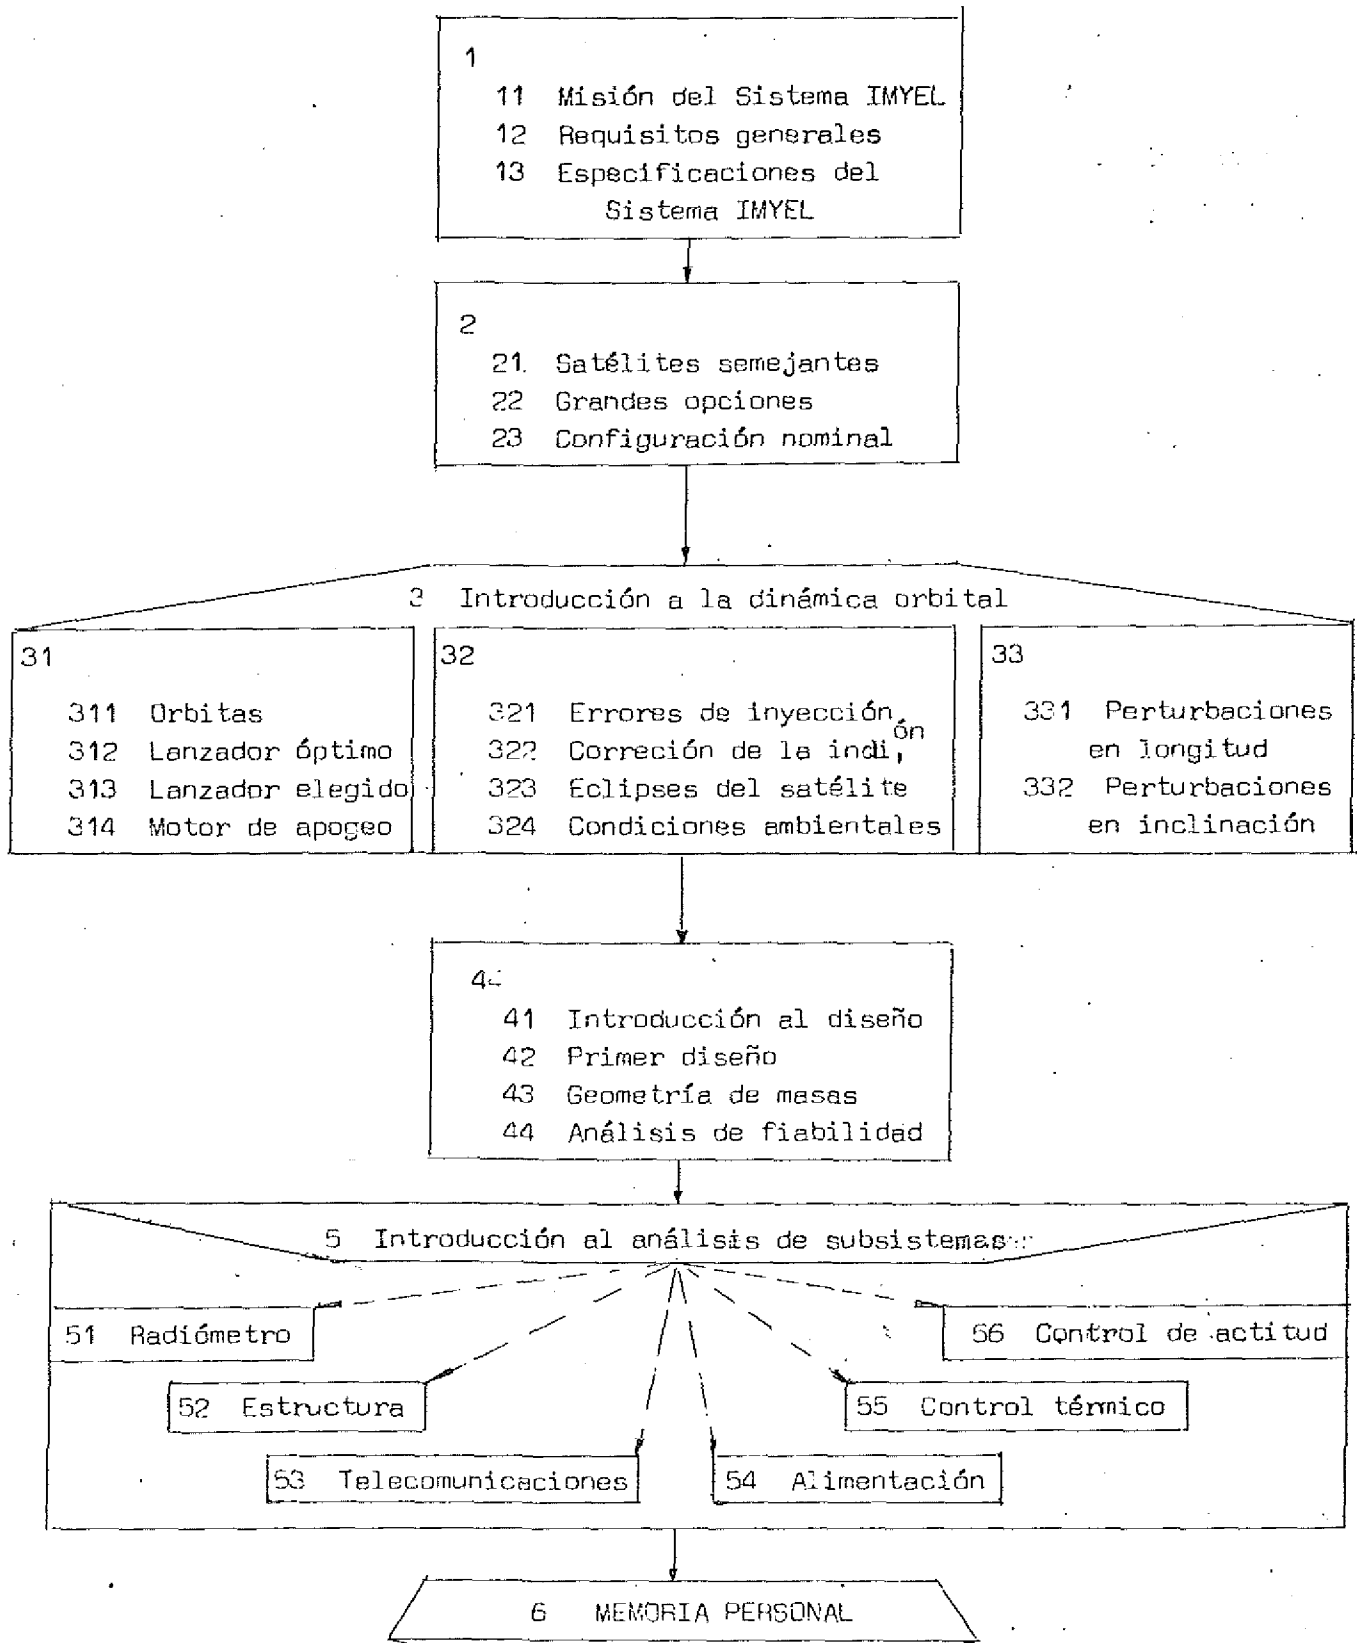 1
11 Misión del Sistema IMYEL
12 Requisitos generales
13 Especificaciones del
Sistema IMYEL
2
21. Satélites semejantes
22 Grandes opciones
23 Configuración nominal
3 Introducción a la dinámica orbital
31
311 Orbitas
312 Lanzador óptimo
313 Lanzador elegido
314 Motor de apogeo
32
321 Errores de inyección
322 Correción de la indi, ón
323 Eclipses del satélite
324 Condiciones ambientales
33
331 Perturbaciones
en longitud
332 Perturbaciones
en inclinación
4
41 Introducción al diseño
42 Primer diseño
43 Geometría de masas
44 Análisis de fiabilidad
5 Introducción al análisis de subsistemas
51 Radiómetro
56 Control de actitud
52 Estructura
55 Control térmico
53 Telecomunicaciones
54 Alimentación
6 MEMORIA PERSONAL